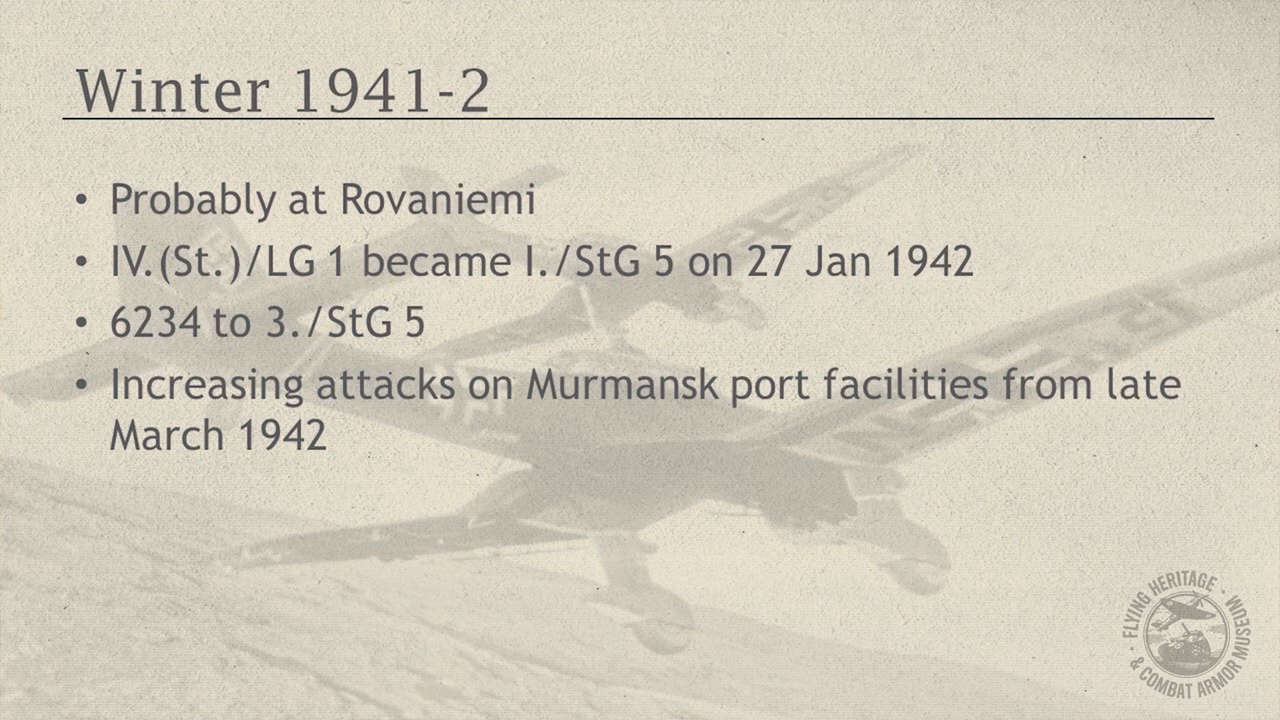 Winter 1941-2
• Probably at Rovaniemi
• IV.(St.)/LG 1 became I./StG 5 on 27 Jan 1942
• 6234 to 3./StG 5
• Increasing attacks on Murmansk port facilities from late
March 1942
FLYING HERITAGE
& COMBAT ARMOR MUSEUM